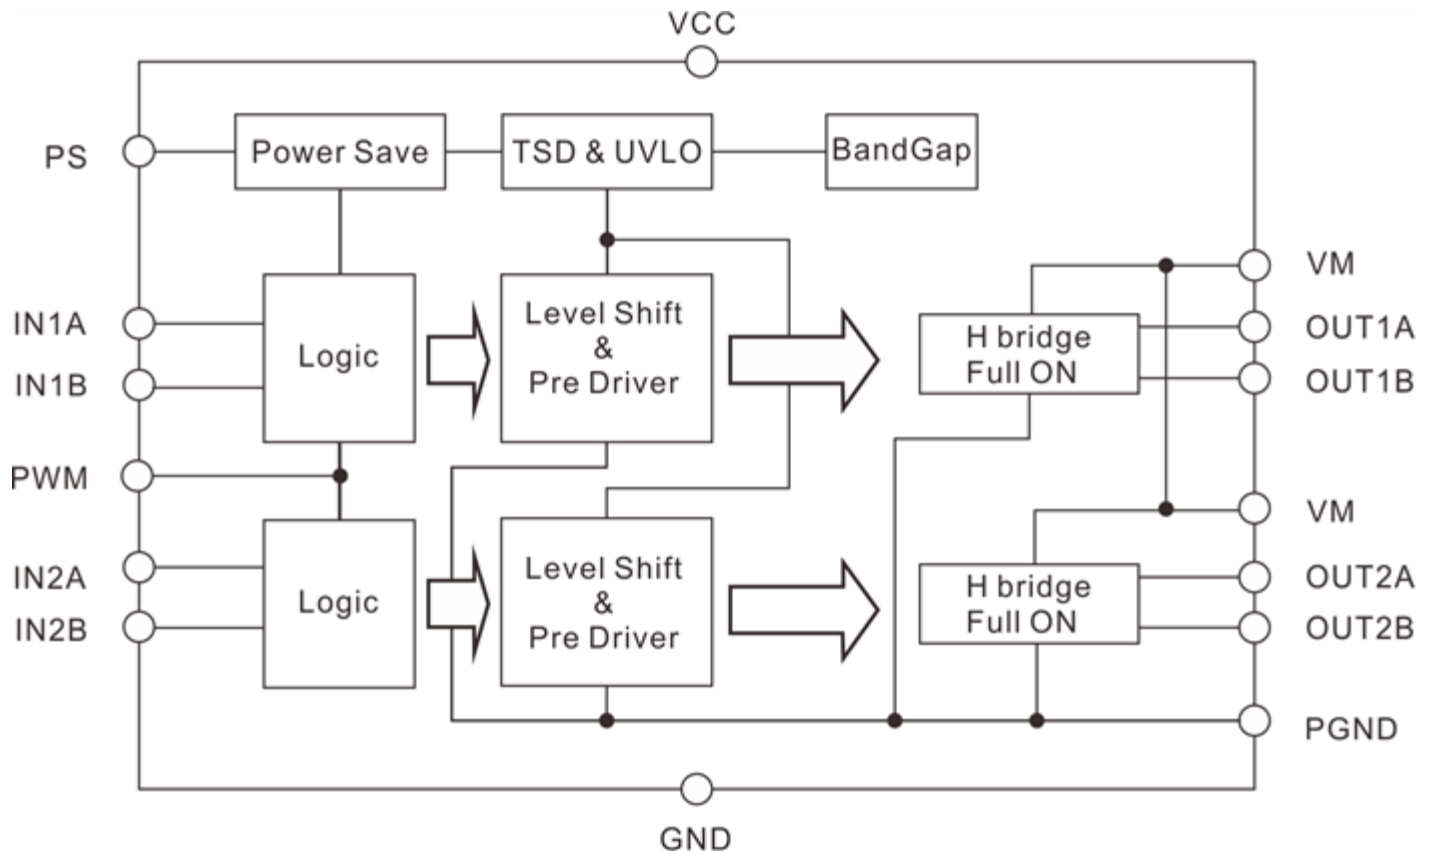 VCC
PS
Power Save
TSD & UVLO
BandGap
VM
IN1A
IN1B
Logic
Level Shift
&
Pre Driver
H bridge
Full ON
OUT1A
OUT1B
PWM
VM
IN2A
IN2B
Logic
Level Shift
&
Pre Driver
H bridge
Full ON
OUT2A
OUT2B
PGND
GND